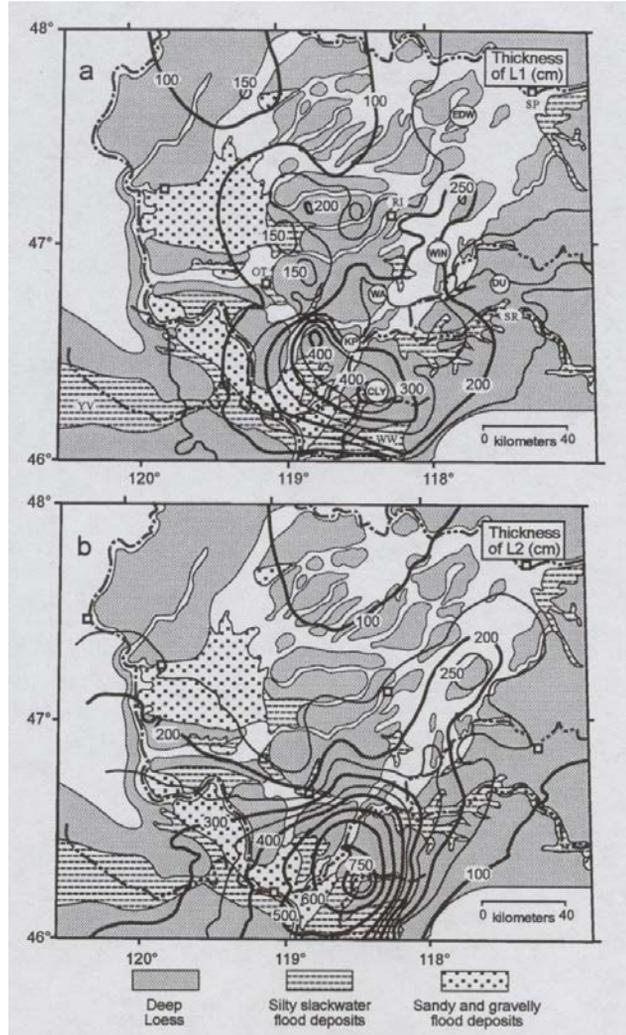 48°
a
Thickness
of L1 (cm)
100
150
100
SP
EDW
250
200
RI
47°
150
WIN
150
OT
DU
WA
SR
KP
400
400
300
200
CLY
YV
WW
0 40
kilometers
46°
120° 119° 118°
48°
b
Thickness
of L2 (cm)
100
200
250
47°
200
300
400
750
600
100
500
0 40
kilometers
46°
120° 119° 118°
Deep
Loess
Silty slackwater
flood deposits
Sandy and gravelly
flood deposits